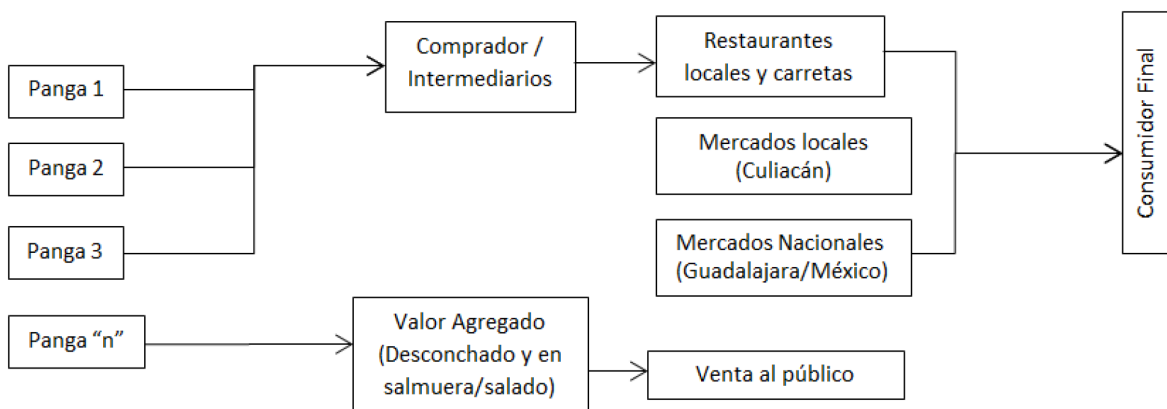 Panga 1
Panga 2
Panga 3
Panga “n”
Comprador /
Intermediarios
Valor Agregado
(Desconchado y en
salmuera/salado)
Restaurantes
locales y carretas
Mercados locales
(Culiacán)
Mercados Nacionales
(Guadalajara/México)
Venta al público
Consumidor Final